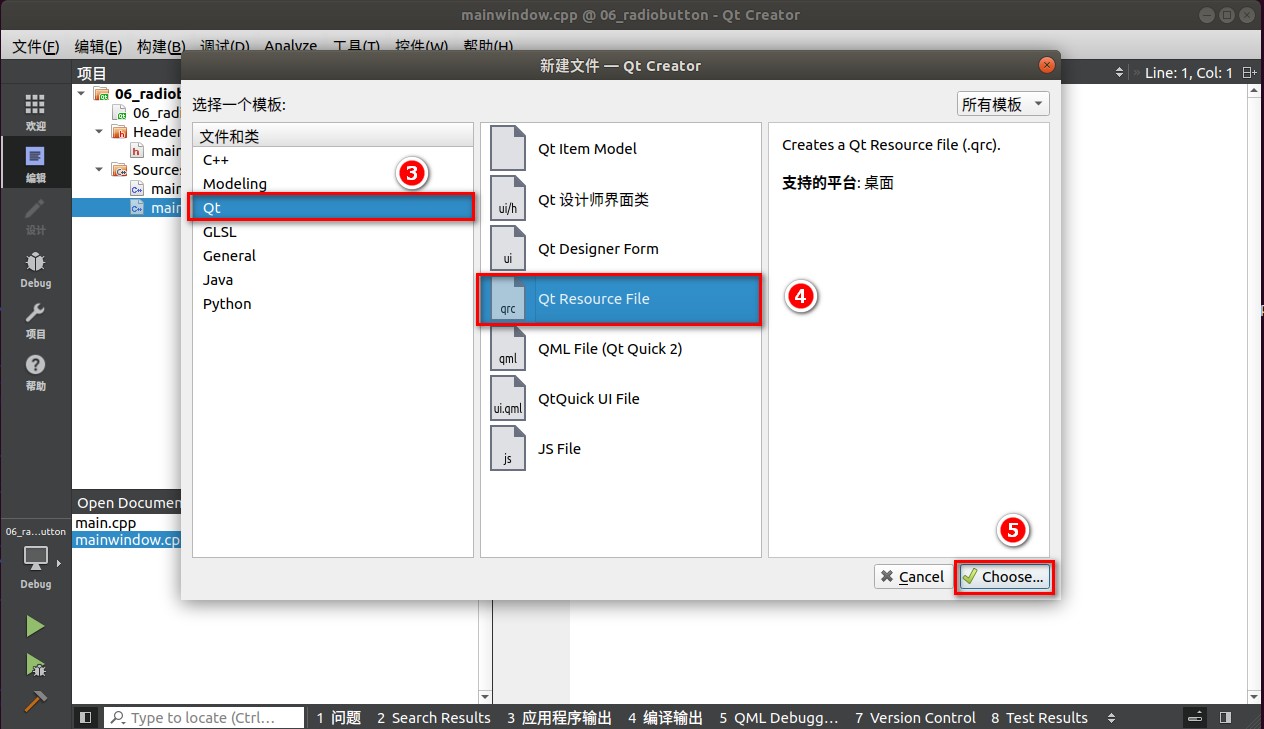 mainwindow.cpp @ 06_radiobutton - Qt Creator
文件(F) 编辑(E) 构建(B) 调试(D) Analyze 工具(T) 控件(W) 帮助(H)
新建文件 — Qt Creator
项目
Line: 1, Col: 1
选择一个模板:
所有模板
欢迎
编辑
设计
Debug
项目
帮助
06_radiob
06_radi
Header
main
Sources
main
main
文件和类
C++
Modeling
Qt
GLSL
General
Java
Python
3
Qt Item Model
ui/h Qt 设计师界面类
ui Qt Designer Form
qrc Qt Resource File
qml QML File (Qt Quick 2)
ui.qml QtQuick UI File
js JS File
4
Creates a Qt Resource file (.qrc).
支持的平台: 桌面
5
Cancel Choose...
Open Documen
main.cpp
mainwindow.cp
06_ra...utton
Debug
Type to locate (Ctrl...
1 问题 2 Search Results 3 应用程序输出 4 编译输出 5 QML Debugg... 7 Version Control 8 Test Results